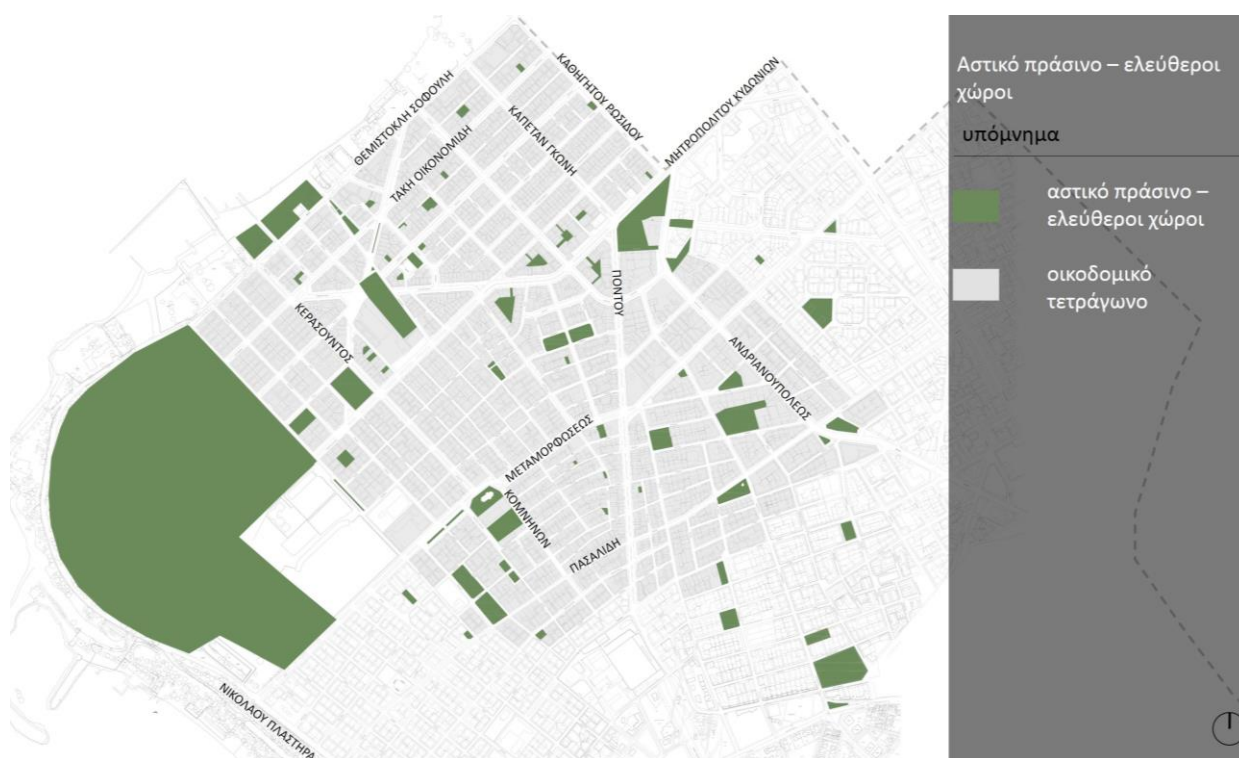 ΚΑΘΗΓΗΤΟΥ ΡΩΣΙΔΟΥ
ΜΗΤΡΟΠΟΛΙΤΟΥ ΚΥΔΩΝΙΩΝ
ΘΕΜΙΣΤΟΚΛΗ ΣΟΦΟΥΛΗ
ΚΑΠΕΤΑΝ ΓΚΩΝΗ
ΤΑΚΗ ΟΙΚΟΝΟΜΙΔΗ
ΠΟΝΤΟΥ
ΚΕΡΑΣΟΥΝΤΟΣ
ΑΝΔΡΙΑΝΟΥΠΟΛΕΩΣ
ΜΕΤΑΜΟΡΦΩΣΕΩΣ
ΚΟΜΝΗΝΩΝ
ΠΑΣΑΛΙΔΗ
ΝΙΚΟΛΑΟΥ ΠΛΑΣΤΗΡΑ
Αστικό πράσινο – ελεύθεροι
χώροι
υπόμνημα
αστικό πράσινο –
ελεύθεροι χώροι
οικοδομικό
τετράγωνο